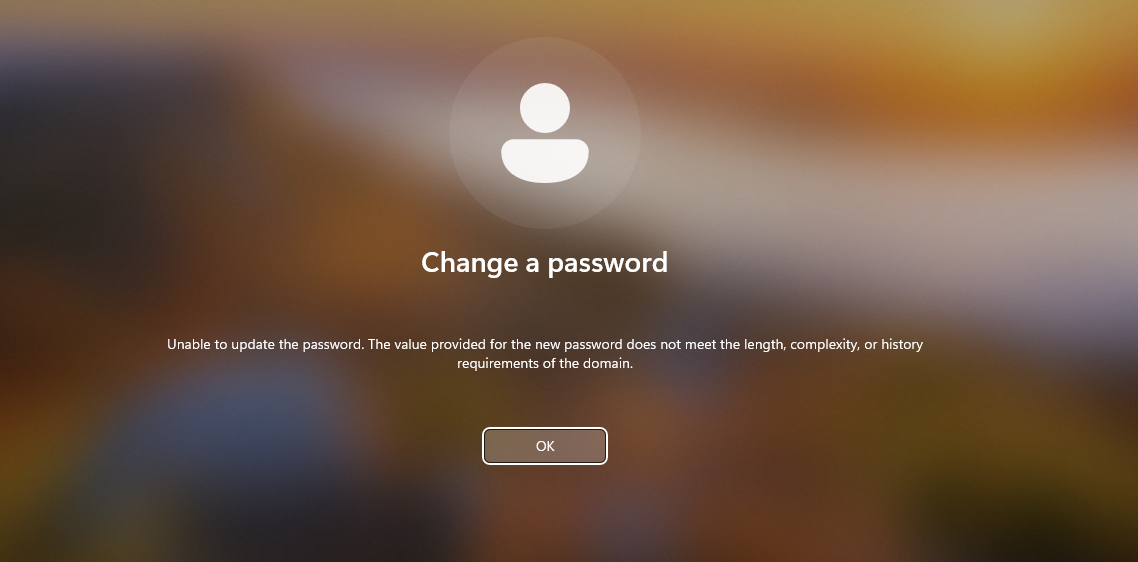 Change a password
Unable to update the password. The value provided for the new password does not meet the length, complexity, or history
requirements of the domain.
OK